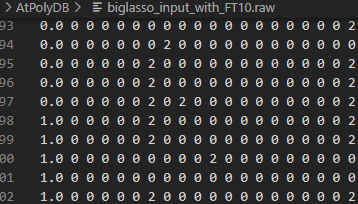 > AtPolyDB > biglasso_input_with_FT10.raw
93 0.0 0 0 0 0 0 0 0 0 0 0 0 0 0 0 0 0 0 0 2
94 0.0 0 0 0 0 0 0 2 0 0 0 0 0 0 0 0 0 0 0 2
95 0.0 0 0 0 0 0 2 0 0 0 0 0 0 0 0 0 0 0 0 2
96 0.0 0 0 0 0 0 2 0 0 0 0 0 0 0 0 0 0 0 0 2
97 0.0 0 0 0 0 0 2 0 2 0 0 0 0 0 0 0 0 0 0 2
98 1.0 0 0 0 0 0 2 0 0 0 0 0 0 0 0 0 0 0 0 2
99 1.0 0 0 0 0 0 2 0 0 0 0 0 0 0 0 0 0 0 0 2
00 1.0 0 0 0 0 0 0 0 0 0 2 0 0 0 0 0 0 0 0 0
01 1.0 0 0 0 0 0 0 0 0 0 0 0 0 0 0 0 0 0 0 0
02 1.0 0 0 0 0 0 2 0 0 0 0 0 0 0 0 0 0 0 0 2